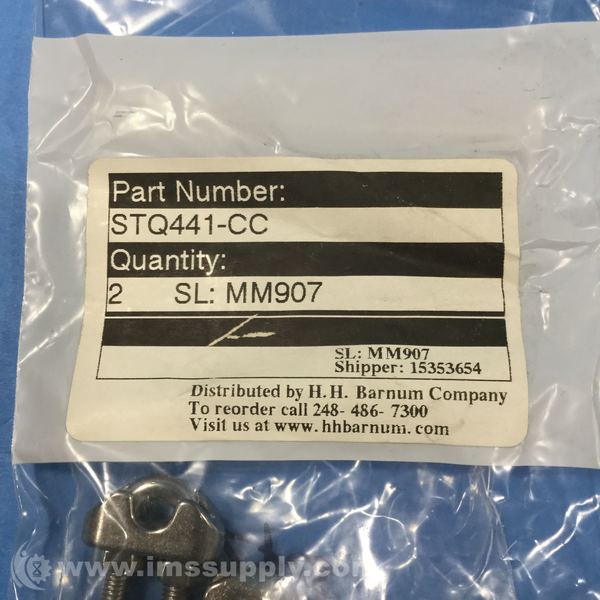 Part Number:
STQ441-CC
Quantity:
2 SL: MM907
SL: MM907
Shipper: 15353654
Distributed by H. H. Barnum Company
To reorder call 248- 486- 7300
Visit us at www. hhbarnum. com
www.imssupply.com